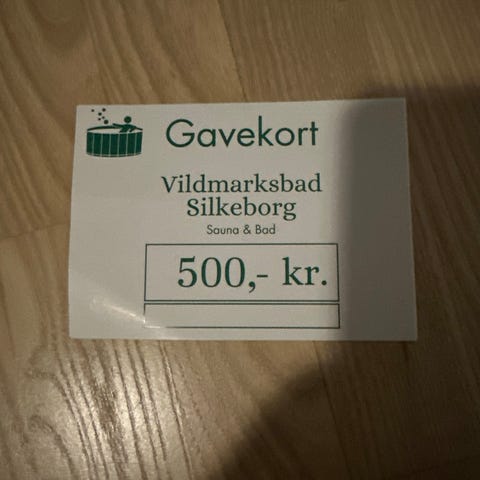 Gavekort
Vildmarksbad
Silkeborg
Sauna & Bad
500,- kr.